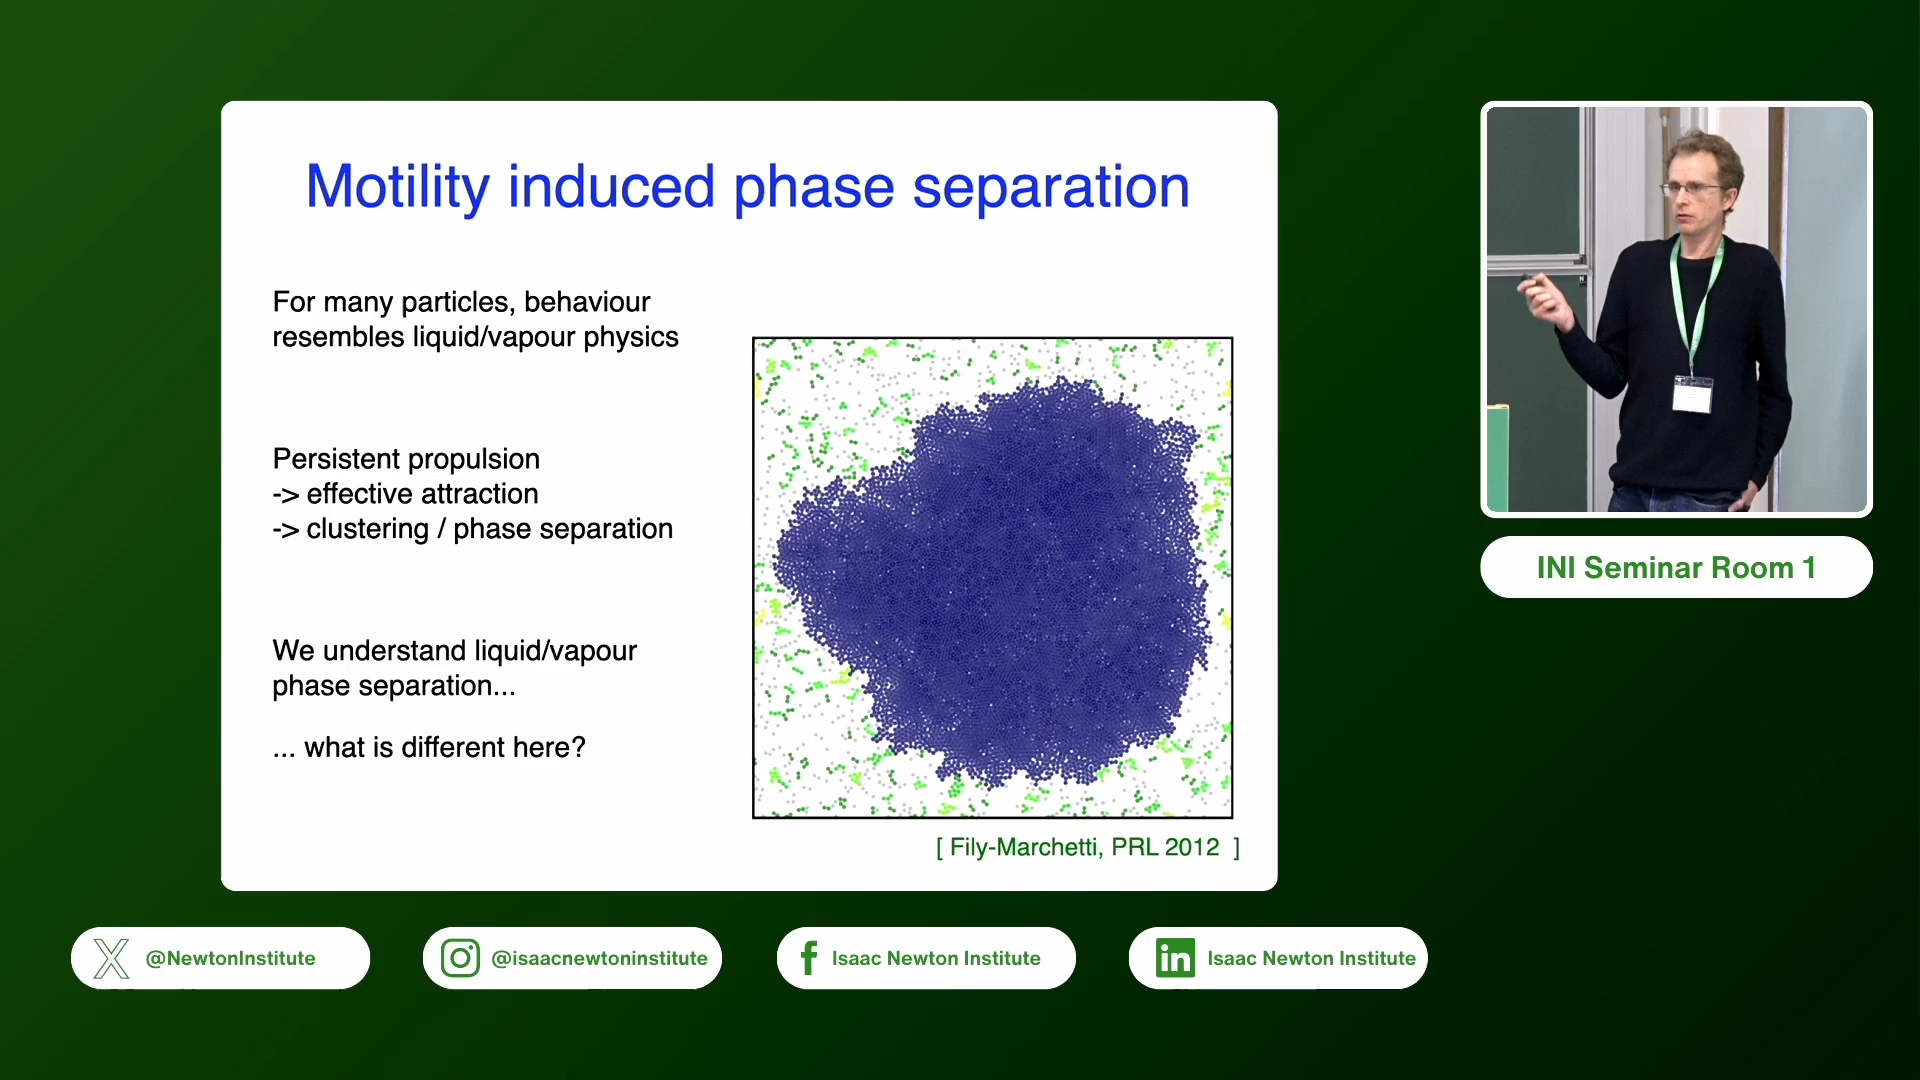 Motility induced phase separation
For many particles, behaviour
resembles liquid/vapour physics
Persistent propulsion
-> effective attraction
-> clustering / phase separation
We understand liquid/vapour
phase separation...
... what is different here?
[ Fily-Marchetti, PRL 2012 ]
INI Seminar Room 1
@NewtonInstitute
@isaacnewtoninstitute
Isaac Newton Institute
Isaac Newton Institute